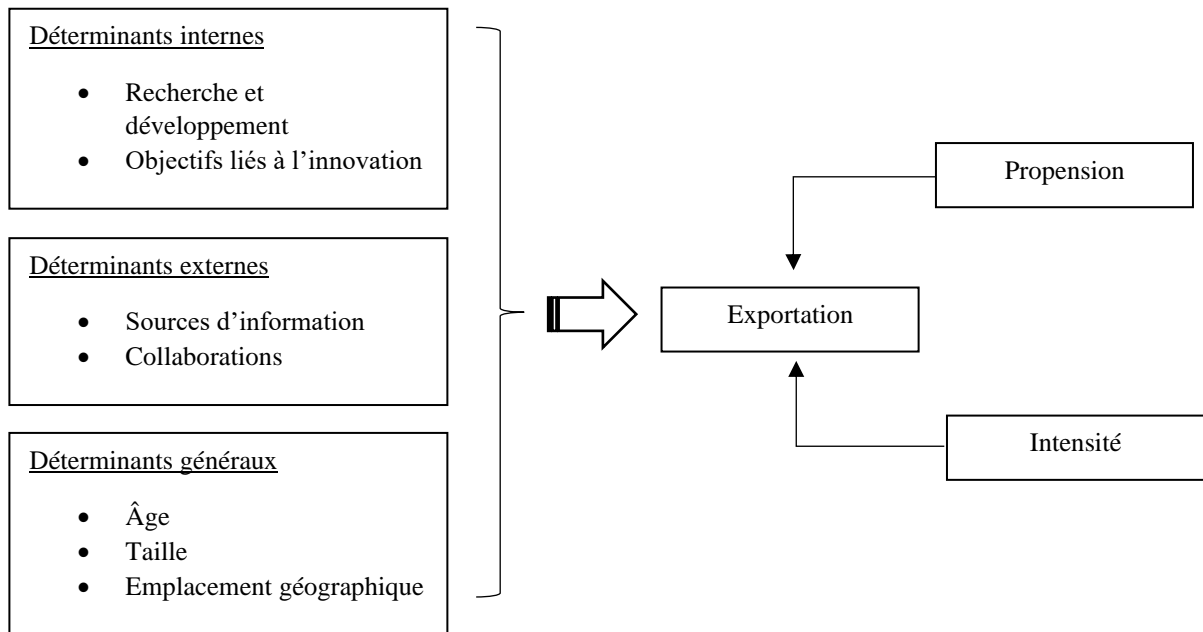 Déterminants internes
• Recherche et
développement
• Objectifs liés à l’innovation
Déterminants externes
• Sources d’information
• Collaborations
Déterminants généraux
• Âge
• Taille
• Emplacement géographique
Propension
Exportation
Intensité